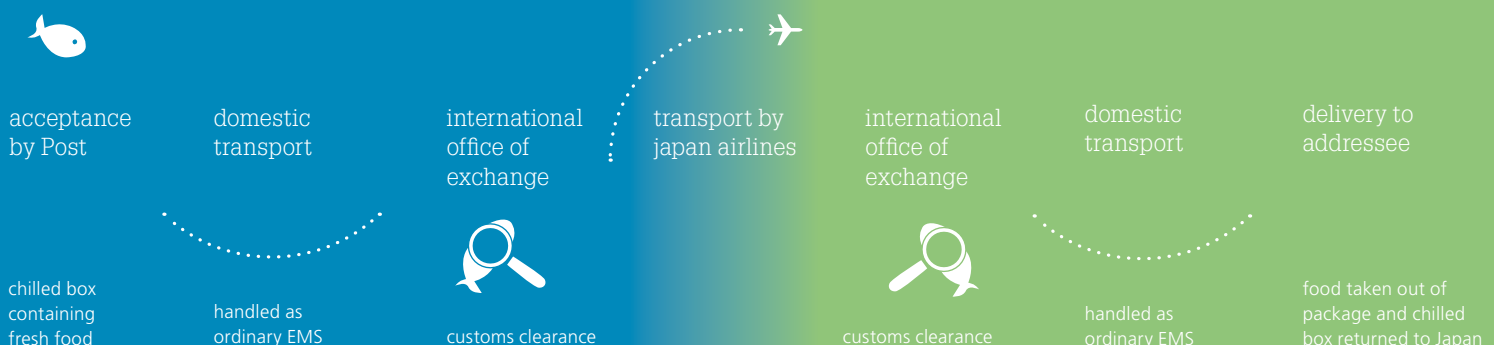 acceptance
by Post
domestic
transport
international
office of
exchange
transport by
japan airlines
international
office of
exchange
domestic
transport
delivery to
addressee
chilled box
containing
fresh food
handled as
ordinary EMS
customs clearance
customs clearance
handled as
ordinary EMS
food taken out of
package and chilled
box returned to Japan